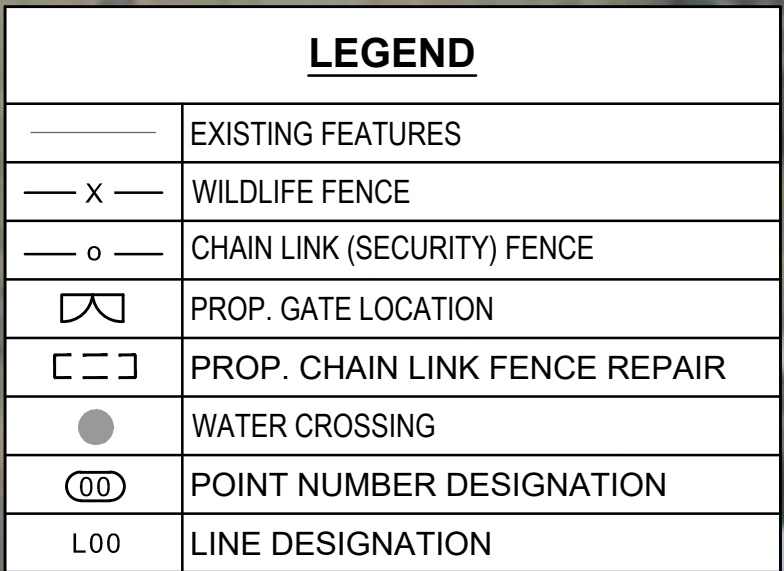 LEGEND
EXISTING FEATURES
X WILDLIFE FENCE
o CHAIN LINK (SECURITY) FENCE
PROP. GATE LOCATION
PROP. CHAIN LINK FENCE REPAIR
WATER CROSSING
00 POINT NUMBER DESIGNATION
L00 LINE DESIGNATION